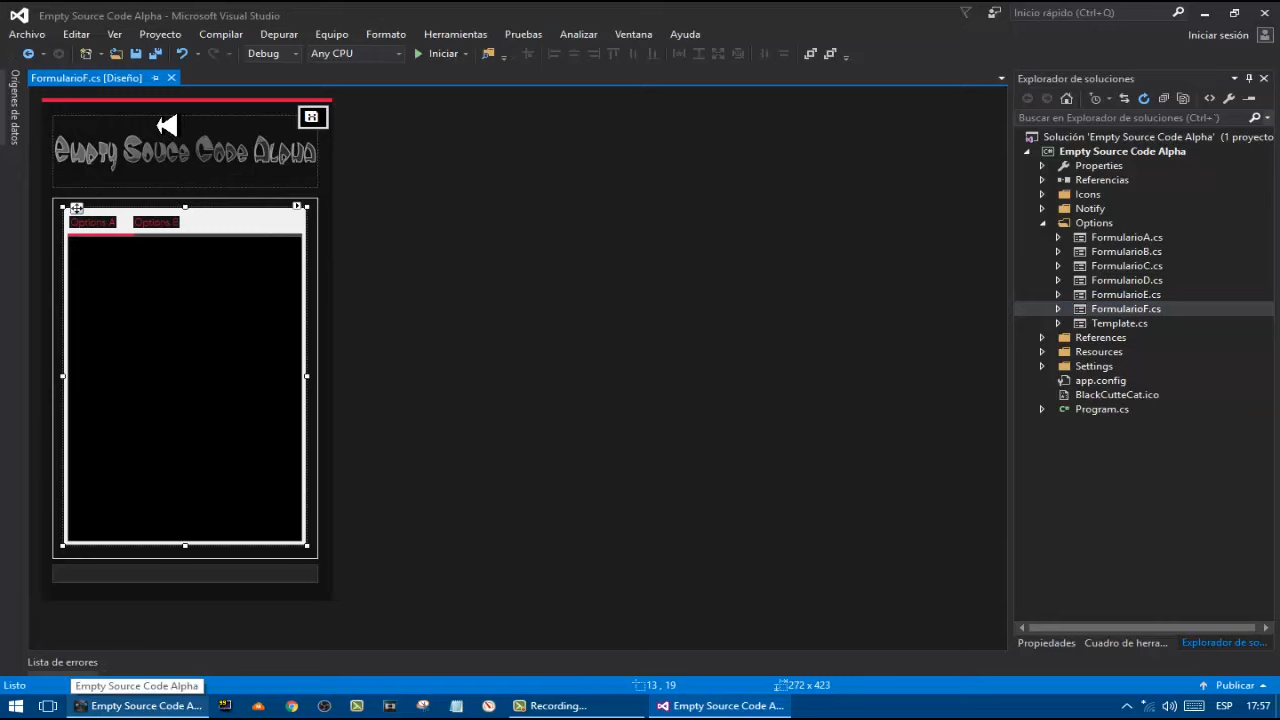 Empty Source Code Alpha - Microsoft Visual Studio
Inicio rápido (Ctrl+Q)
Archivo Editar Ver Proyecto Compilar Depurar Equipo Formato Herramientas Pruebas Analizar Ventana Ayuda
Iniciar sesión
Debug Any CPU Iniciar
Orígenes de datos
FormularioF.cs [Diseño]
Empty Souce Code Alpha
Options A Options B
Explorador de soluciones
Buscar en Explorador de soluciones (Ctrl+´)
Solución 'Empty Source Code Alpha' (1 proyecto
Empty Source Code Alpha
Properties
Referencias
Icons
Notify
Options
FormularioA.cs
FormularioB.cs
FormularioC.cs
FormularioD.cs
FormularioE.cs
FormularioF.cs
Template.cs
References
Resources
Settings
app.config
BlackCutteCat.ico
Program.cs
Propiedades Cuadro de herra... Explorador de so...
Lista de errores
Listo
Empty Source Code Alpha
13 , 19
272 x 423
Publicar
Empty Source Code A...
Recording...
Empty Source Code A...
ESP
17:57